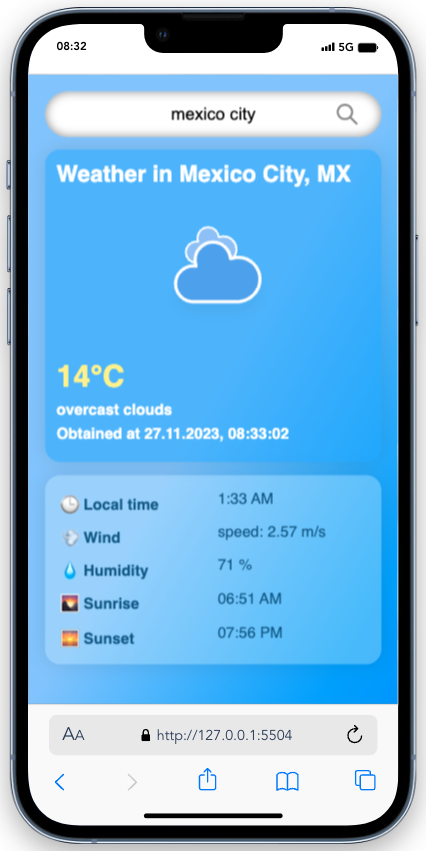 08:32
5G
mexico city
Weather in Mexico City, MX
14°C
overcast clouds
Obtained at 27.11.2023, 08:33:02
Local time 1:33 AM
Wind speed: 2.57 m/s
Humidity 71 %
Sunrise 06:51 AM
Sunset 07:56 PM
AA http://127.0.0.1:5504